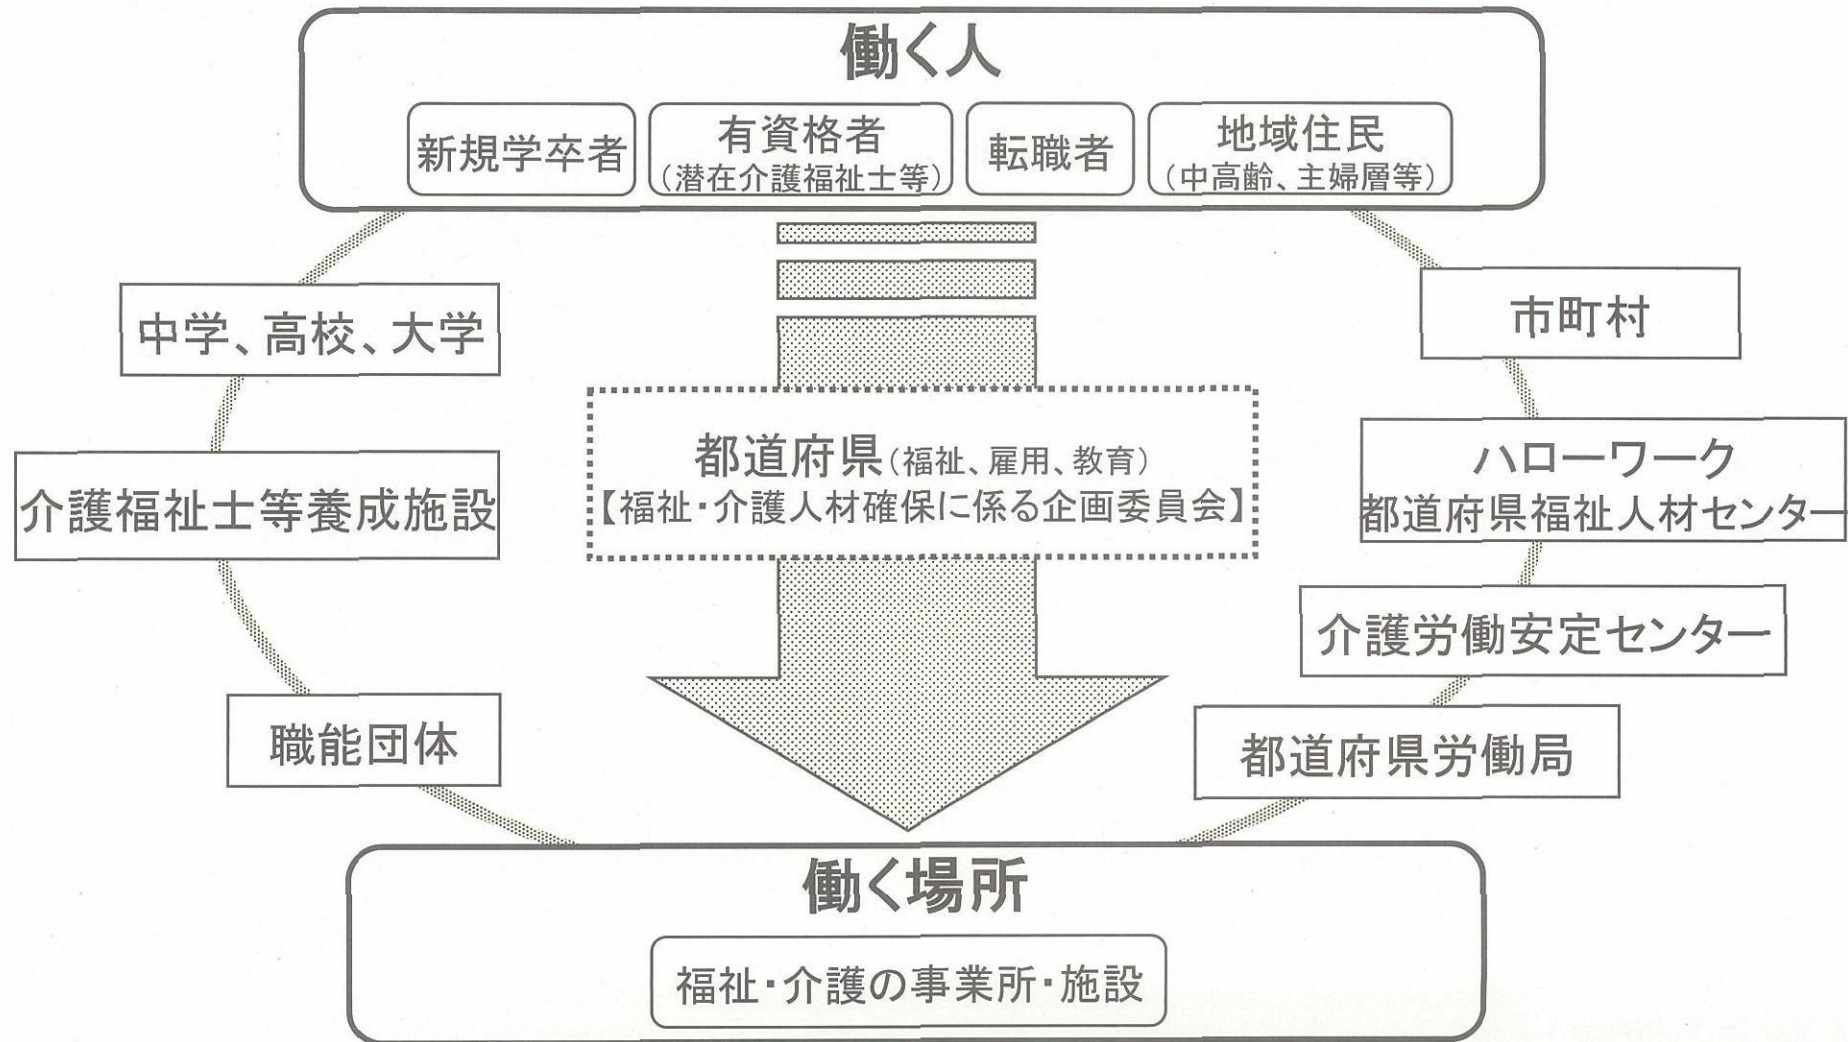 働く人
新規学卒者
有資格者
(潜在介護福祉士等)
転職者
地域住民
(中高齢、主婦層等)
中学、高校、大学
介護福祉士等養成施設
職能団体
都道府県(福祉、雇用、教育)
【福祉・介護人材確保に係る企画委員会】
市町村
ハローワーク
都道府県福祉人材センター
介護労働安定センター
都道府県労働局
働く場所
福祉・介護の事業所・施設